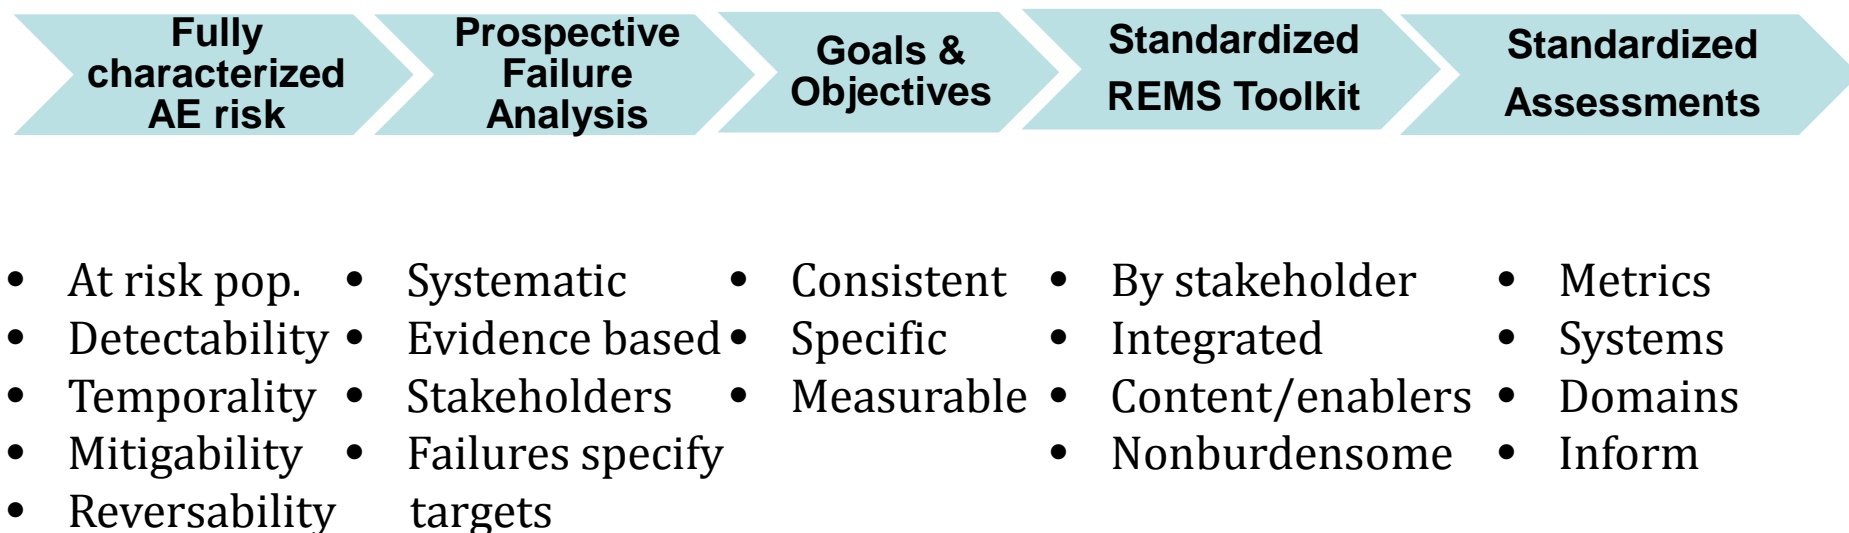 Fully
characterized
AE risk
Prospective
Failure
Analysis
Goals &
Objectives
Standardized
REMS Toolkit
Standardized
Assessments
• At risk pop.
• Detectability
• Temporality
• Mitigability
• Reversability
• Systematic
• Evidence based
• Stakeholders
• Failures specify
targets
• Consistent
• Specific
• Measurable
• By stakeholder
• Integrated
• Content/enablers
• Nonburdensome
• Metrics
• Systems
• Domains
• Inform